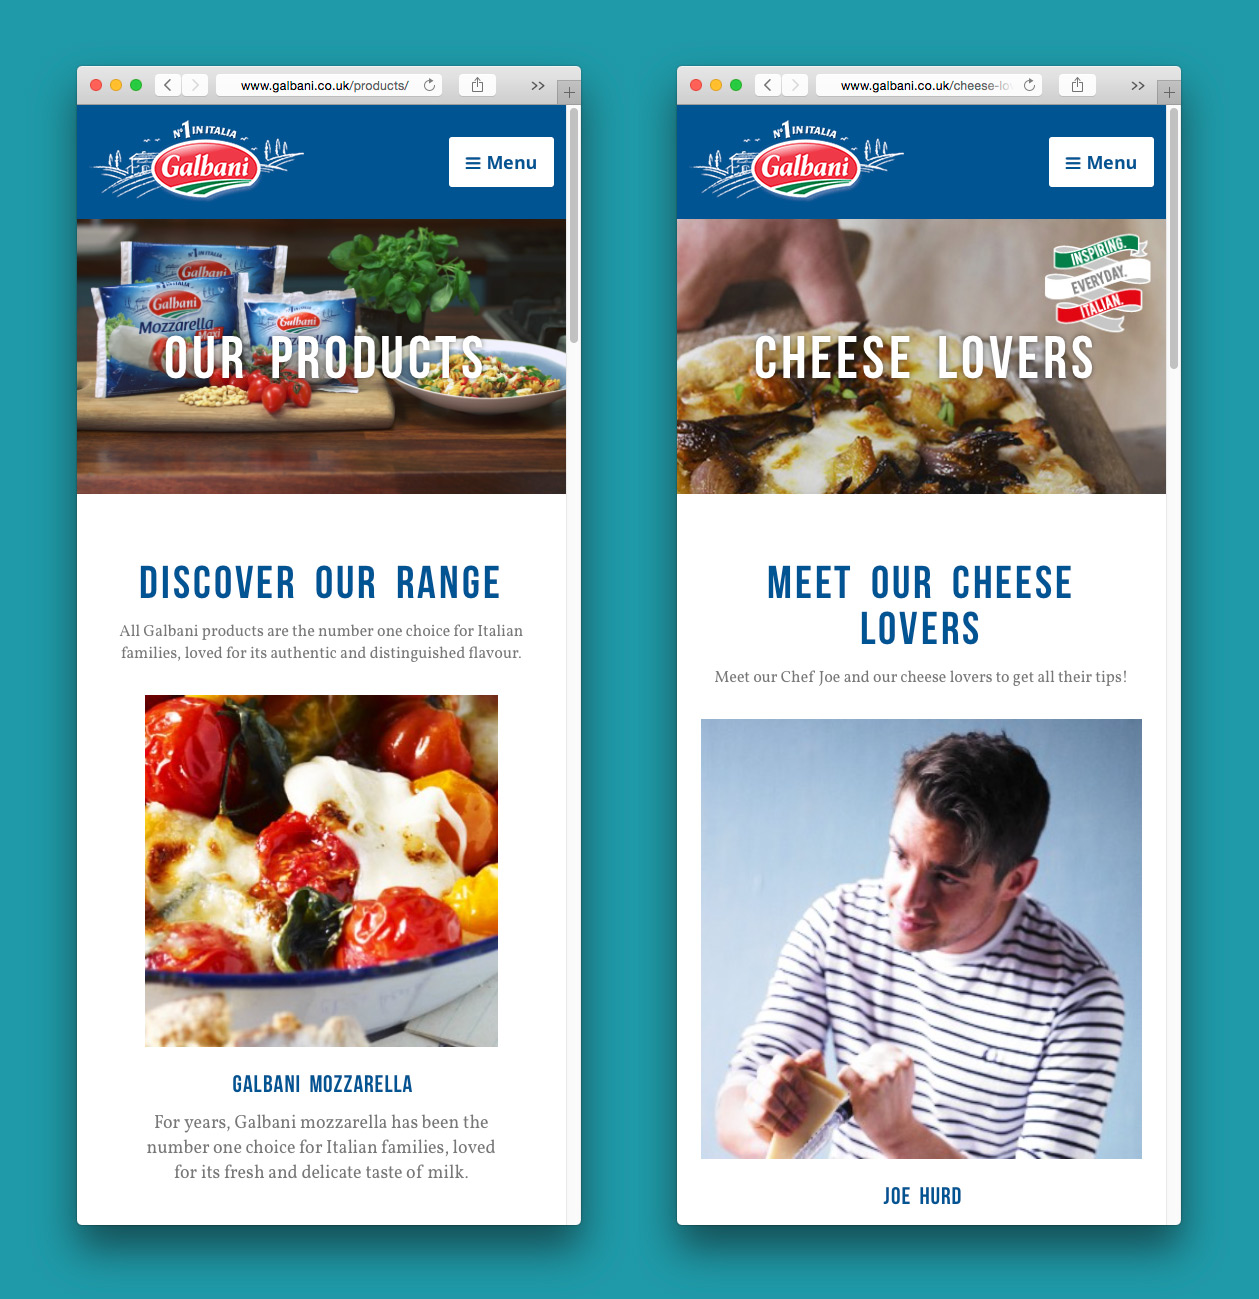 www.galbani.co.uk/products/
Nº1 IN ITALIA
Galbani
Menu
Nº1 IN ITALIA
Galbani
Galbani
Mozzarella
Maxi
Galbani
OUR PRODUCTS
DISCOVER OUR RANGE
All Galbani products are the number one choice for Italian
families, loved for its authentic and distinguished flavour.
GALBANI MOZZARELLA
For years, Galbani mozzarella has been the
number one choice for Italian families, loved
for its fresh and delicate taste of milk.
www.galbani.co.uk/cheese-lov
Nº1 IN ITALIA
Galbani
Menu
INSPIRING.
EVERYDAY.
ITALIAN.
CHEESE LOVERS
MEET OUR CHEESE
LOVERS
Meet our Chef Joe and our cheese lovers to get all their tips!
JOE HURD